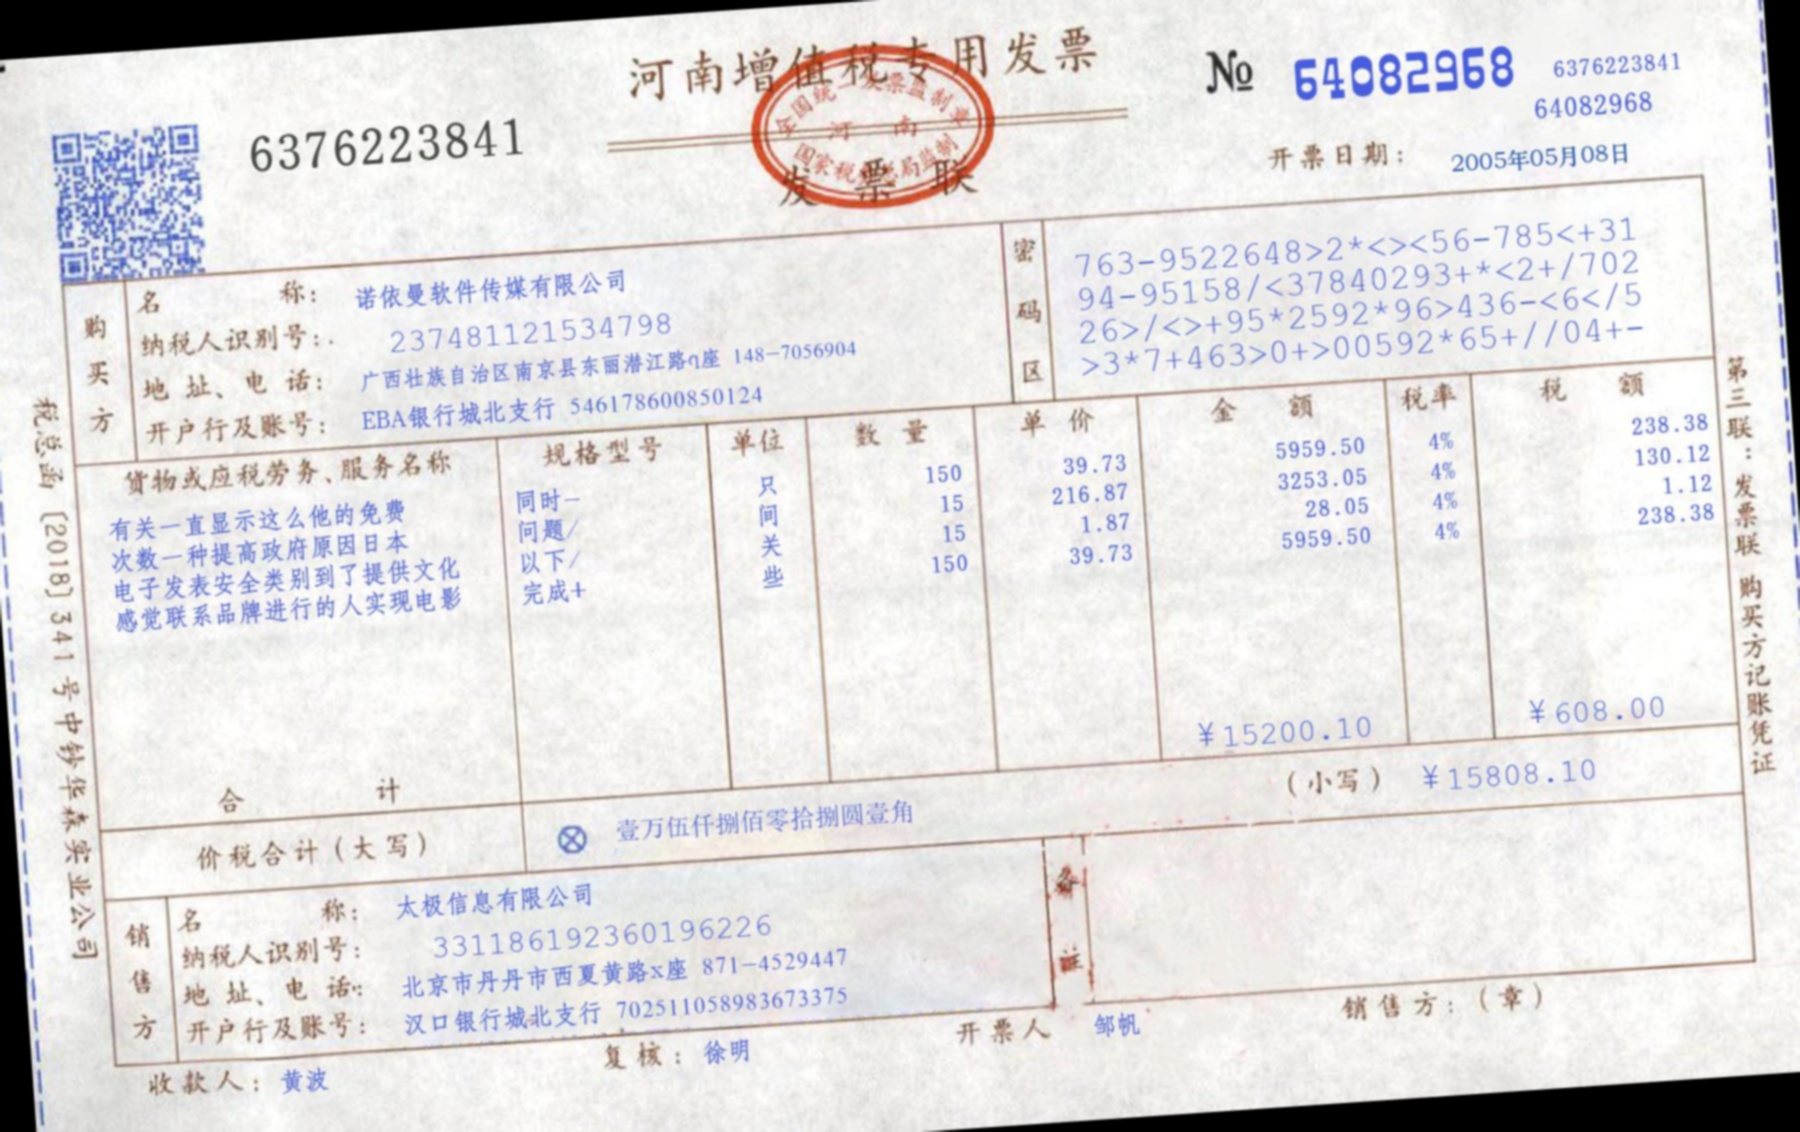 河南增值税专用发票
全国统一发票监制章
河南
国家税务总局监制
发票联
6376223841
№ 64082968
6376223841
64082968
开票日期: 2005年05月08日
购买方
名称: 诺依曼软件传媒有限公司
纳税人识别号: 237481121534798
地址、电话: 广西壮族自治区南京县东丽潜江路q座 148-7056904
开户行及账号: EBA银行城北支行 546178600850124
密码区
763-9522648>2*<><56-785<+31
94-95158/<37840293+*<2+/702
26>/<>+95*2592*96>436-<6</5
>3*7+463>0+>00592*65+//04+-
货物或应税劳务、服务名称 规格型号 单位 数量 单价 金额 税率 税额
有关一直显示这么他的免费 同时- 只 150 39.73 5959.50 4% 238.38
次数一种提高政府原因日本 问题/ 间 15 216.87 3253.05 4% 130.12
电子发表安全类别到了提供文化 以下/ 关 15 1.87 28.05 4% 1.12
感觉联系品牌进行的人实现电影 完成+ 些 150 39.73 5959.50 4% 238.38
合计 ¥15200.10 ¥608.00
价税合计(大写) ⊗ 壹万伍仟捌佰零拾捌圆壹角 (小写) ¥15808.10
销售方
名称: 太极信息有限公司
纳税人识别号: 331186192360196226
地址、电话: 北京市丹丹市西夏黄路x座 871-4529447
开户行及账号: 汉口银行城北支行 702511058983673375
备注
收款人: 黄波 复核: 徐明 开票人 邹帆 销售方:(章)
税总函〔2018〕341号中钞华森实业公司
第三联:发票联 购买方记账凭证